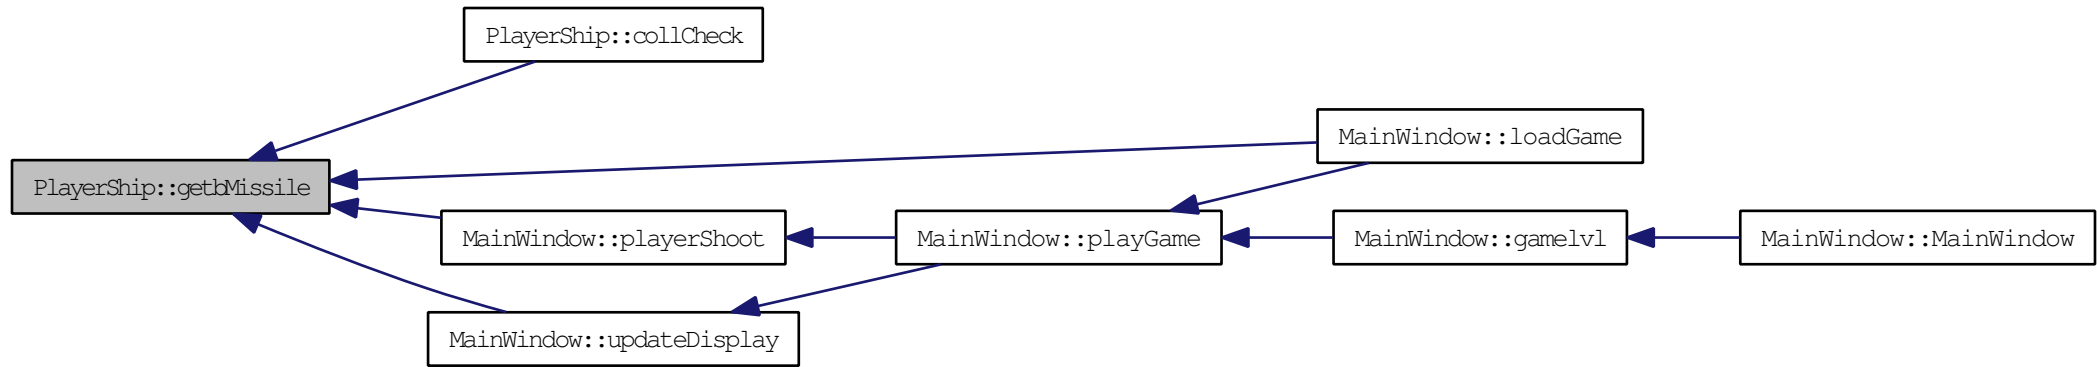 PlayerShip::collCheck
MainWindow::loadGame
PlayerShip::getbMissile
MainWindow::playerShoot
MainWindow::playGame
MainWindow::gamelvl
MainWindow::MainWindow
MainWindow::updateDisplay